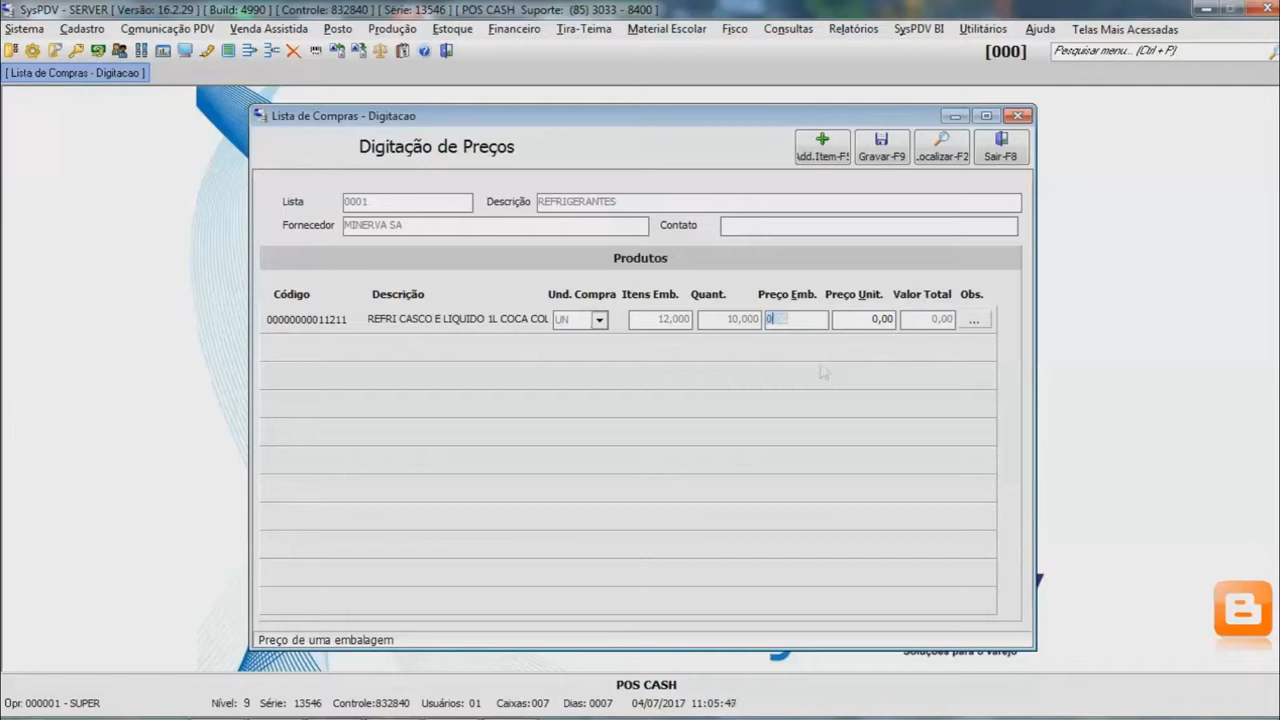 SysPDV - SERVER [ Versão: 16.2.29 ] [ Build: 4990 ] [ Controle: 832840 ] [ Série: 13546 ] [ POS CASH Suporte: (85) 3033 - 8400 ]
Sistema Cadastro Comunicação PDV Venda Assistida Posto Produção Estoque Financeiro Tira-Teima Material Escolar Fisco Consultas Relatórios SysPDV BI Utilitários Ajuda Telas Mais Acessadas
[000] Pesquisar menu... (Ctrl + P)
[ Lista de Compras - Digitacao ]
Lista de Compras - Digitacao
Digitação de Preços
Add.Item-F5 Gravar-F9 Localizar-F2 Sair-F8
Lista 0001 Descrição REFRIGERANTES
Fornecedor MINERVA SA Contato
Produtos
Código Descrição Und. Compra Itens Emb. Quant. Preço Emb. Preço Unit. Valor Total Obs.
00000000011211 REFRI CASCO E LIQUIDO 1L COCA COL UN 12,000 10,000 0 0,00 0,00 ...
Preço de uma embalagem
Soluções para o varejo
POS CASH
Opr: 000001 - SUPER Nível: 9 Série: 13546 Controle:832840 Usuários: 01 Caixas:007 Dias: 0007 04/07/2017 11:05:47